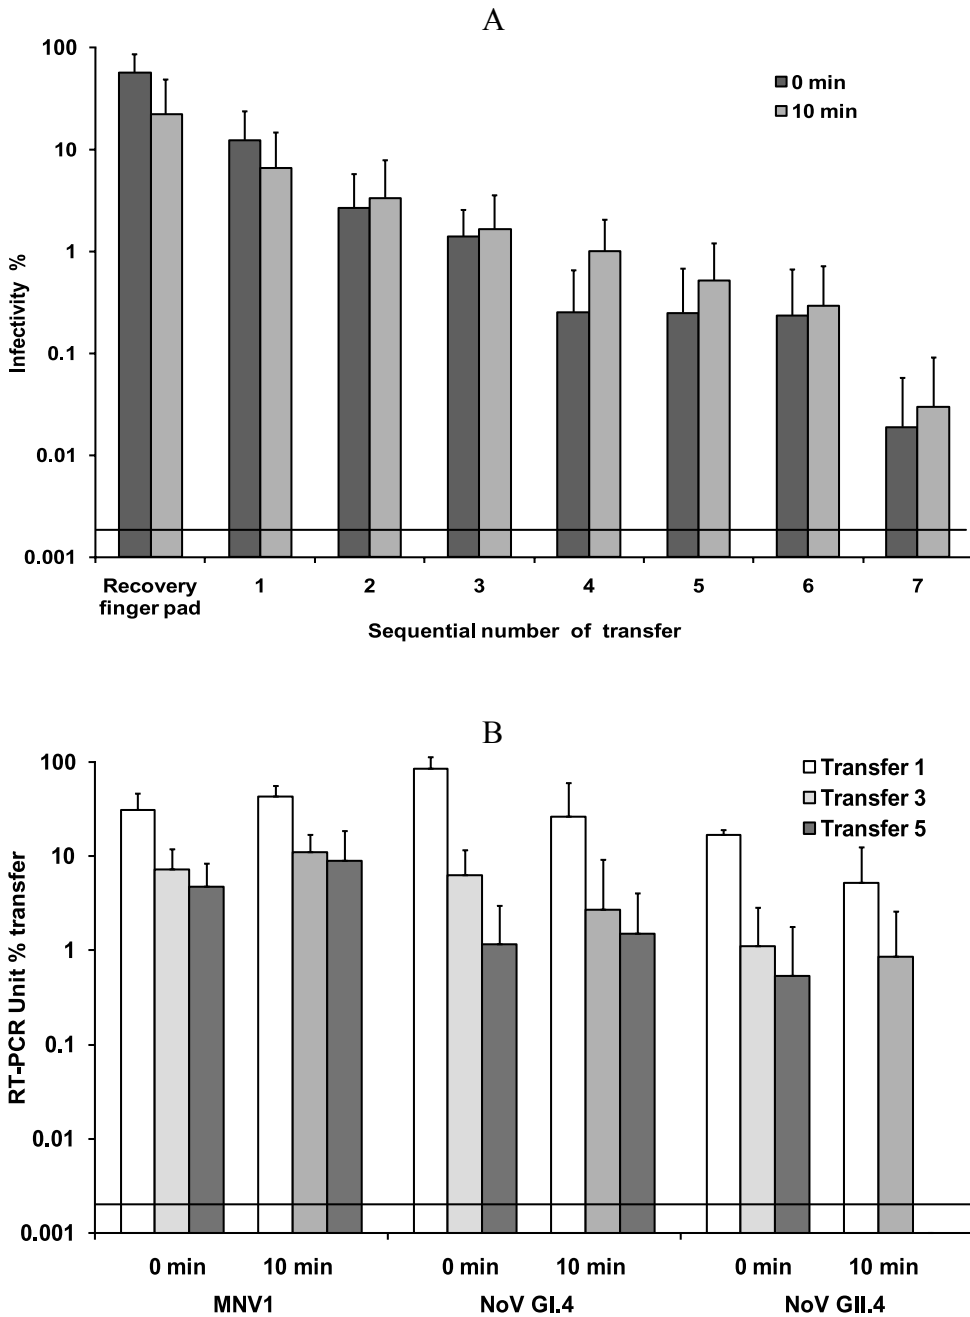 A
100
10
1
0.1
0.01
0.001
Infectivity %
0 min
10 min
Recovery finger pad
1
2
3
4
5
6
7
Sequential number of transfer
B
100
10
1
0.1
0.01
0.001
RT-PCR Unit % transfer
Transfer 1
Transfer 3
Transfer 5
0 min
10 min
0 min
10 min
0 min
10 min
MNV1
NoV GI.4
NoV GII.4